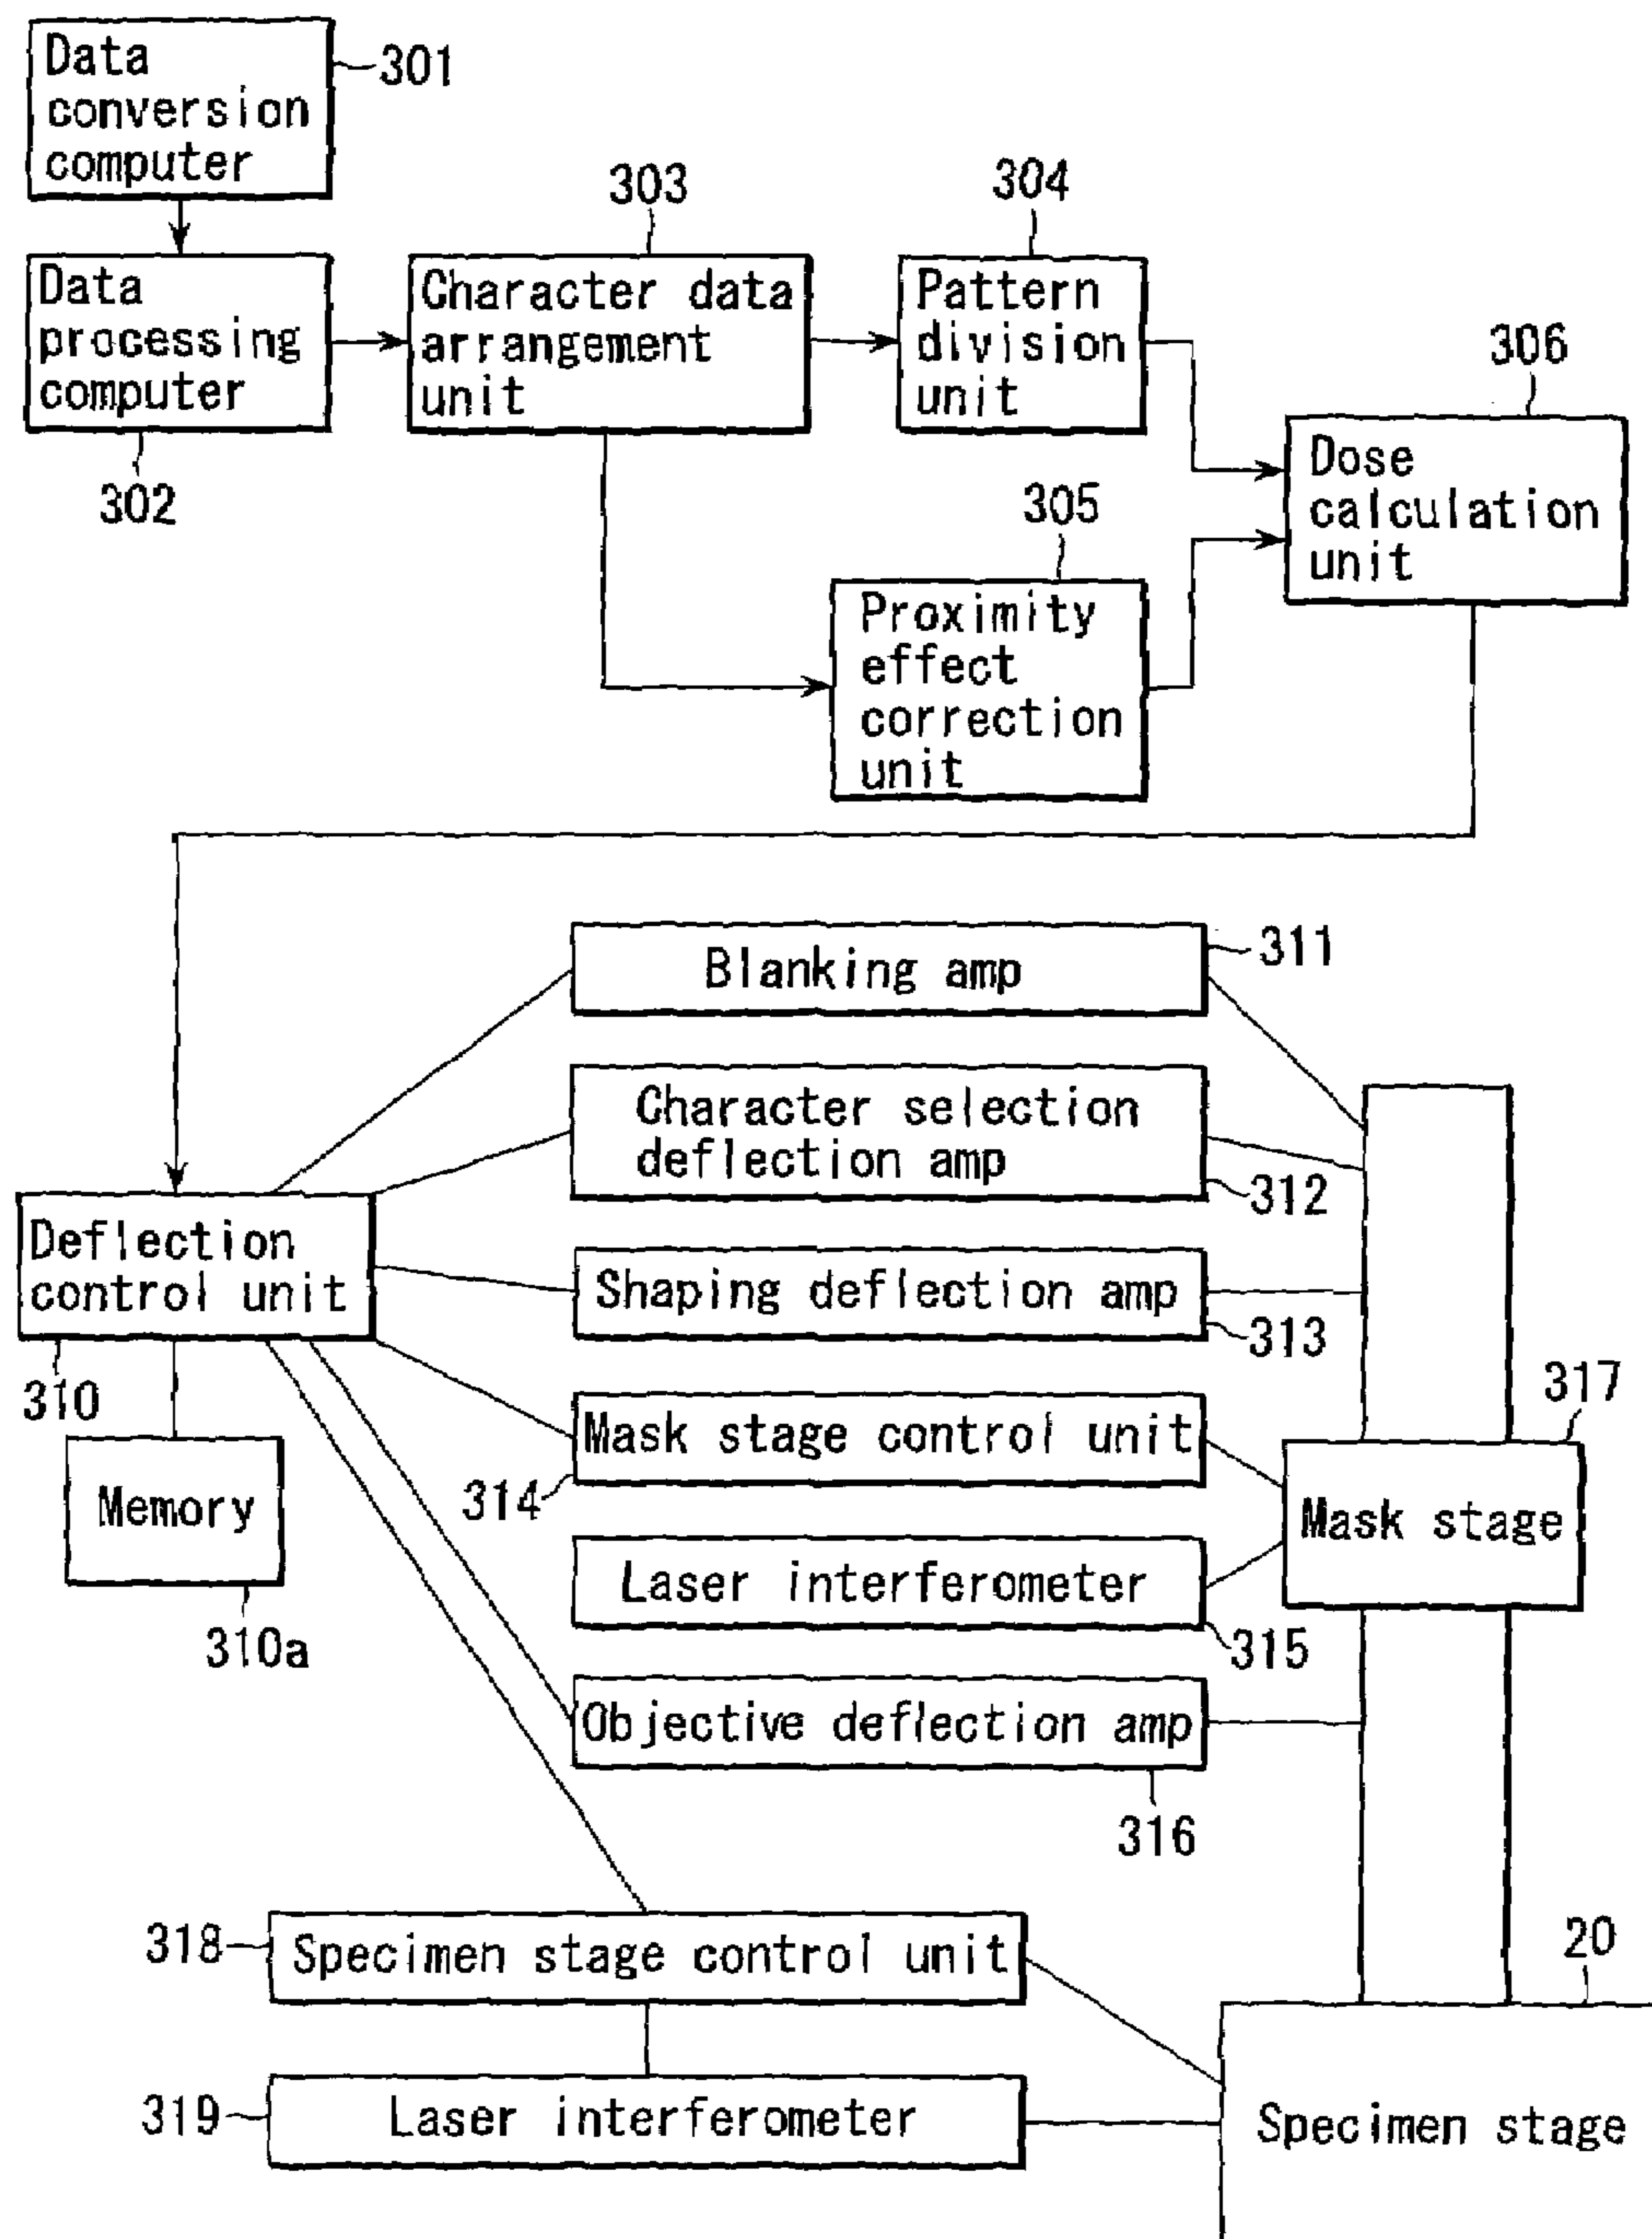 Data
conversion
computer
301
303
304
Data
processing
computer
Character data
arrangement
unit
Pattern
division
unit
306
302
305
Dose
calculation
unit
Proximity
effect
correction
unit
Blanking amp
311
Character selection
deflection amp
312
Deflection
control unit
310
Shaping deflection amp
313
317
Mask stage control unit
314
Memory
310a
Mask stage
Laser interferometer
315
Objective deflection amp
316
318
Specimen stage control unit
20
319
Laser interferometer
Specimen stage